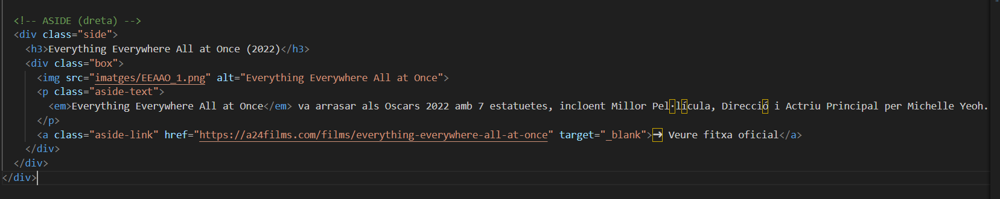 <!-- ASIDE (dreta) -->
<div class="side">
<h3>Everything Everywhere All at Once (2022)</h3>
<div class="box">
<img src="imatges/EEAAO_1.png" alt="Everything Everywhere All at Once">
<p class="aside-text">
<em>Everything Everywhere All at Once</em> va arrasar als Oscars 2022 amb 7 estatuetes, incloent Millor Pel·lícula, Direcció i Actriu Principal per Michelle Yeoh.
</p>
<a class="aside-link" href="https://a24films.com/films/everything-everywhere-all-at-once" target="_blank">→ Veure fitxa oficial</a>
</div>
</div>
</div>